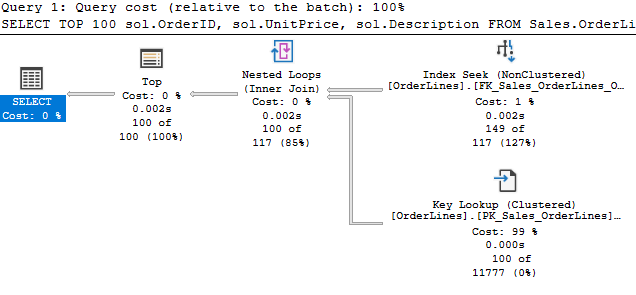 Query 1: Query cost (relative to the batch): 100%
SELECT TOP 100 sol.OrderID, sol.UnitPrice, sol.Description FROM Sales.OrderLi
SELECT
Cost: 0 %
Top
Cost: 0 %
0.002s
100 of
100 (100%)
Nested Loops
(Inner Join)
Cost: 0 %
0.002s
100 of
117 (85%)
Index Seek (NonClustered)
[OrderLines].[FK_Sales_OrderLines_O…
Cost: 1 %
0.002s
149 of
117 (127%)
Key Lookup (Clustered)
[OrderLines].[PK_Sales_OrderLines]…
Cost: 99 %
0.000s
100 of
11777 (0%)